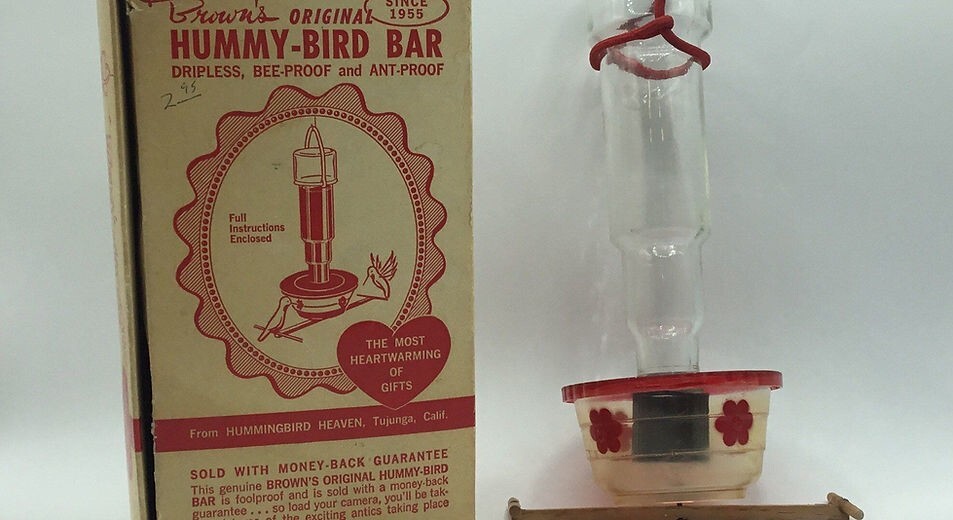 Brown's ORIGINAL
SINCE
1955
HUMMY-BIRD BAR
DRIPLESS, BEE-PROOF and ANT-PROOF
2 95
Full
Instructions
Enclosed
THE MOST
HEARTWARMING
OF
GIFTS
From HUMMINGBIRD HEAVEN, Tujunga, Calif.
SOLD WITH MONEY-BACK GUARANTEE
This genuine BROWN'S ORIGINAL HUMMY-BIRD
BAR is foolproof and is sold with a money-back
guarantee . . . so load your camera, you'll be tak-
of the exciting antics taking place